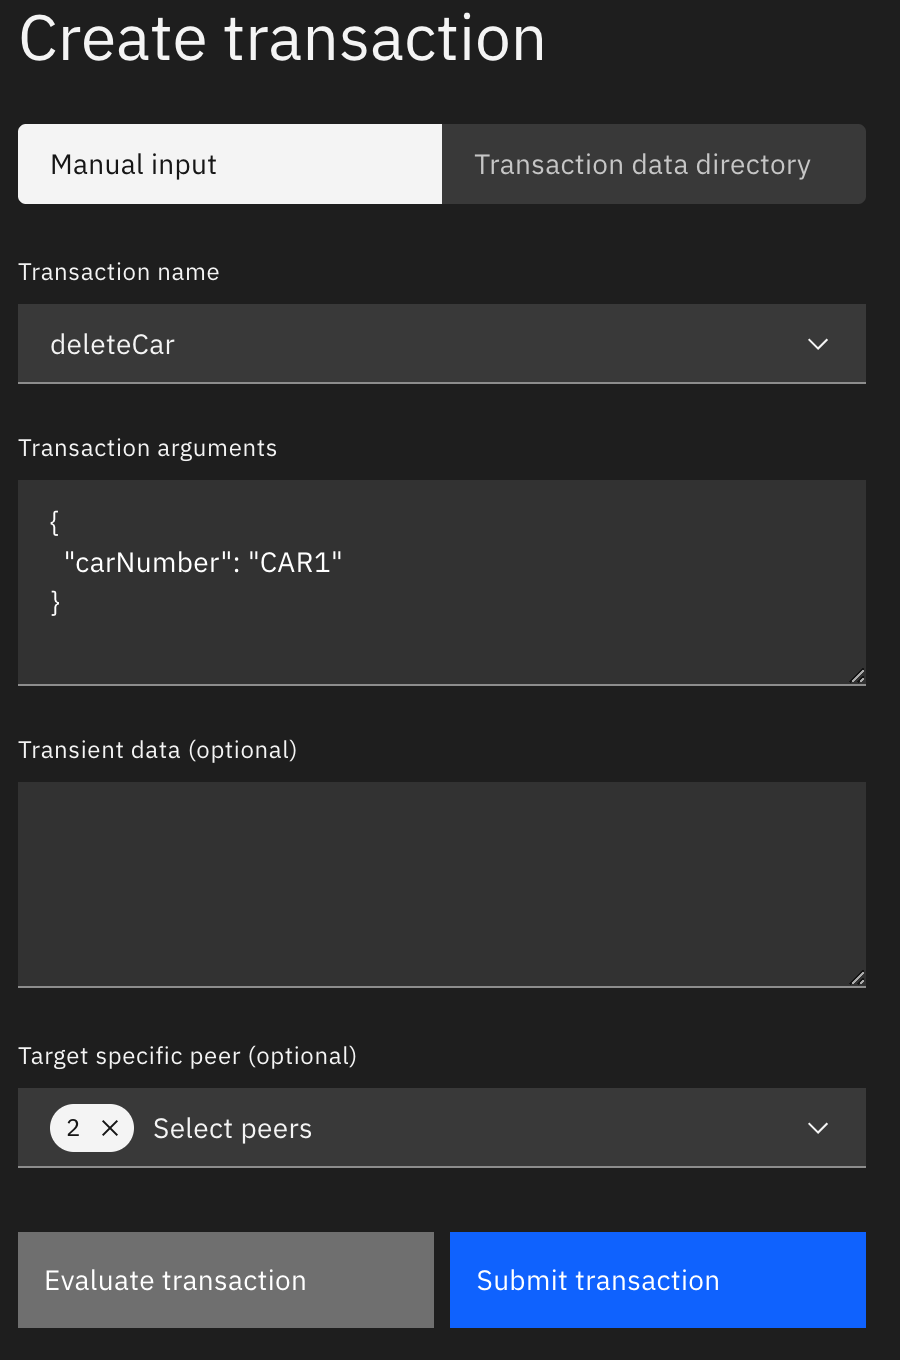 Create transaction
Manual input
Transaction data directory
Transaction name
deleteCar
Transaction arguments
{
"carNumber": "CAR1"
}
Transient data (optional)
Target specific peer (optional)
2 Select peers
Evaluate transaction
Submit transaction